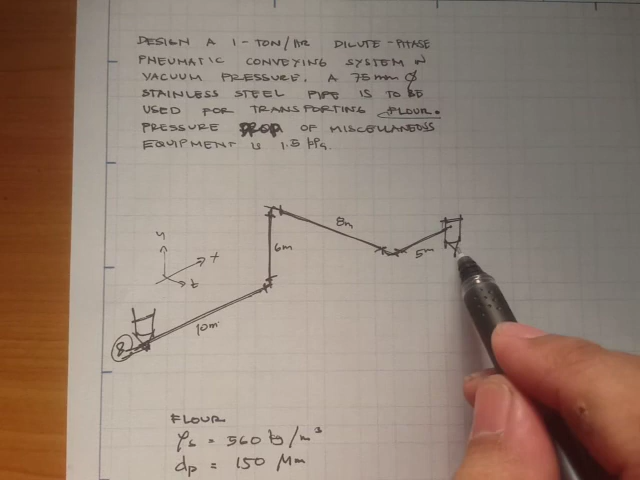 DESIGN A 1-TON/HR DILUTE-PHASE
PNEUMATIC CONVEYING SYSTEM IN
VACUUM PRESSURE. A 75mm ϕ
STAINLESS STEEL PIPE IS TO BE
USED FOR TRANSPORTING FLOUR.
PRESSURE DROP OF MISCELLANEOUS
EQUIPMENT IS 1.5 kPa.
8m
y
6m
5m
x
z
10m
FLOUR
ρs = 560 kg/m³
dp = 150 μm